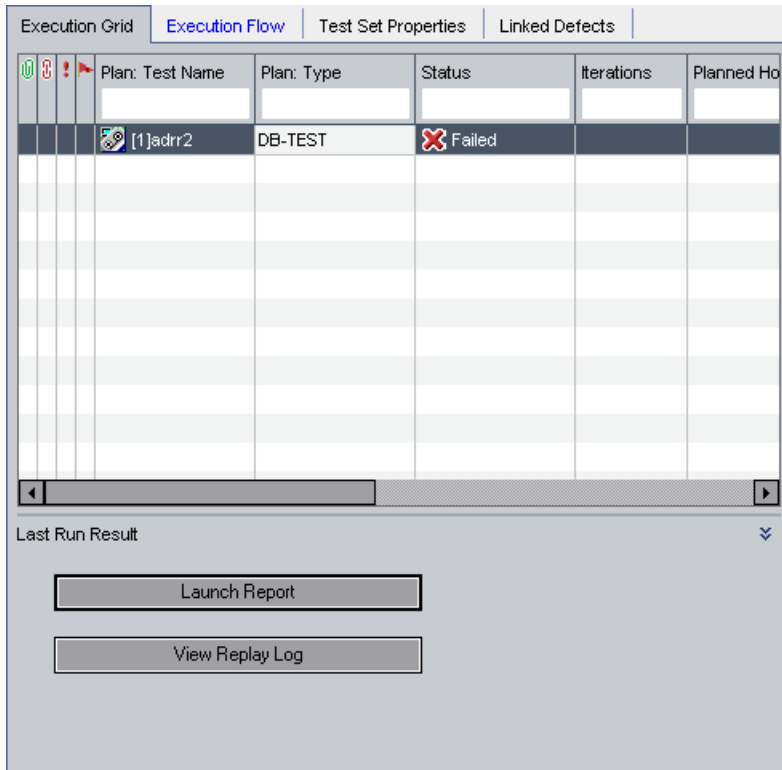 Execution Grid Execution Flow Test Set Properties Linked Defects
Plan: Test Name Plan: Type Status Iterations Planned Ho
[1]adrr2 DB-TEST Failed
Last Run Result
Launch Report
View Replay Log